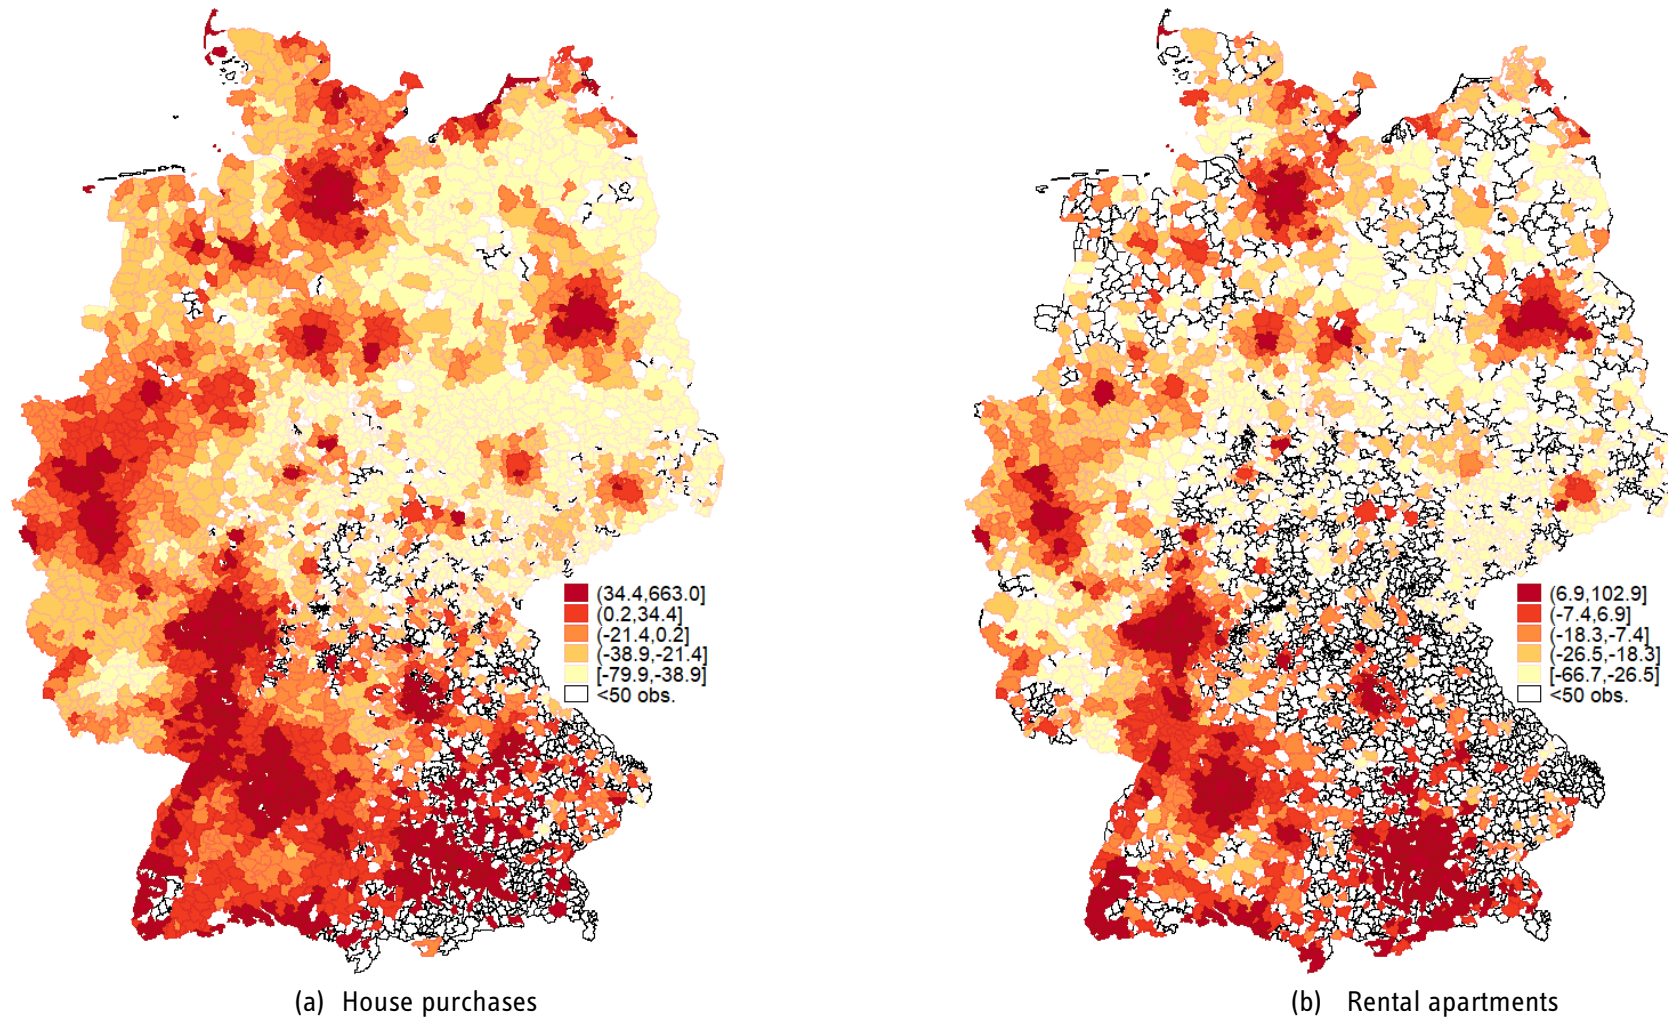 (34.4,663.0]
(0.2,34.4]
(-21.4,0.2]
(-38.9,-21.4]
[-79.9,-38.9]
<50 obs.
(6.9,102.9]
(-7.4,6.9]
(-18.3,-7.4]
(-26.5,-18.3]
[-66.7,-26.5]
<50 obs.
(a) House purchases
(b) Rental apartments